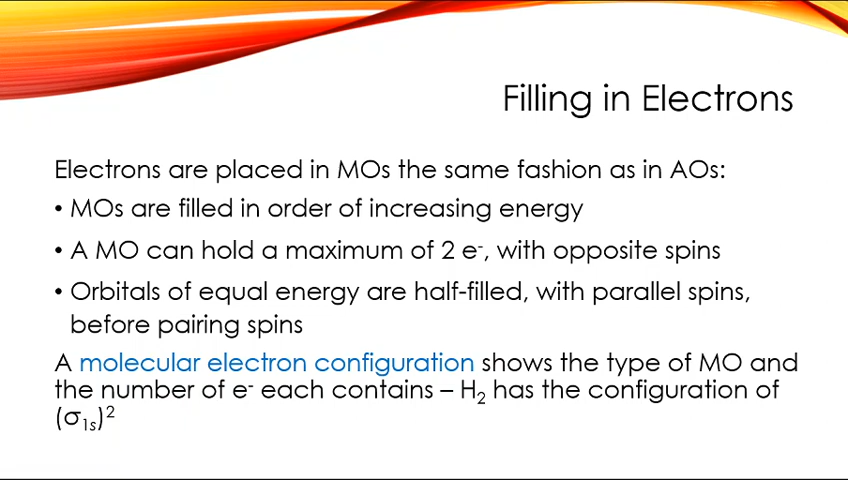 Filling in Electrons
Electrons are placed in MOs the same fashion as in AOs:
• MOs are filled in order of increasing energy
• A MO can hold a maximum of 2 e⁻, with opposite spins
• Orbitals of equal energy are half-filled, with parallel spins,
before pairing spins
A molecular electron configuration shows the type of MO and
the number of e⁻ each contains – H₂ has the configuration of
(σ₁ₛ)²